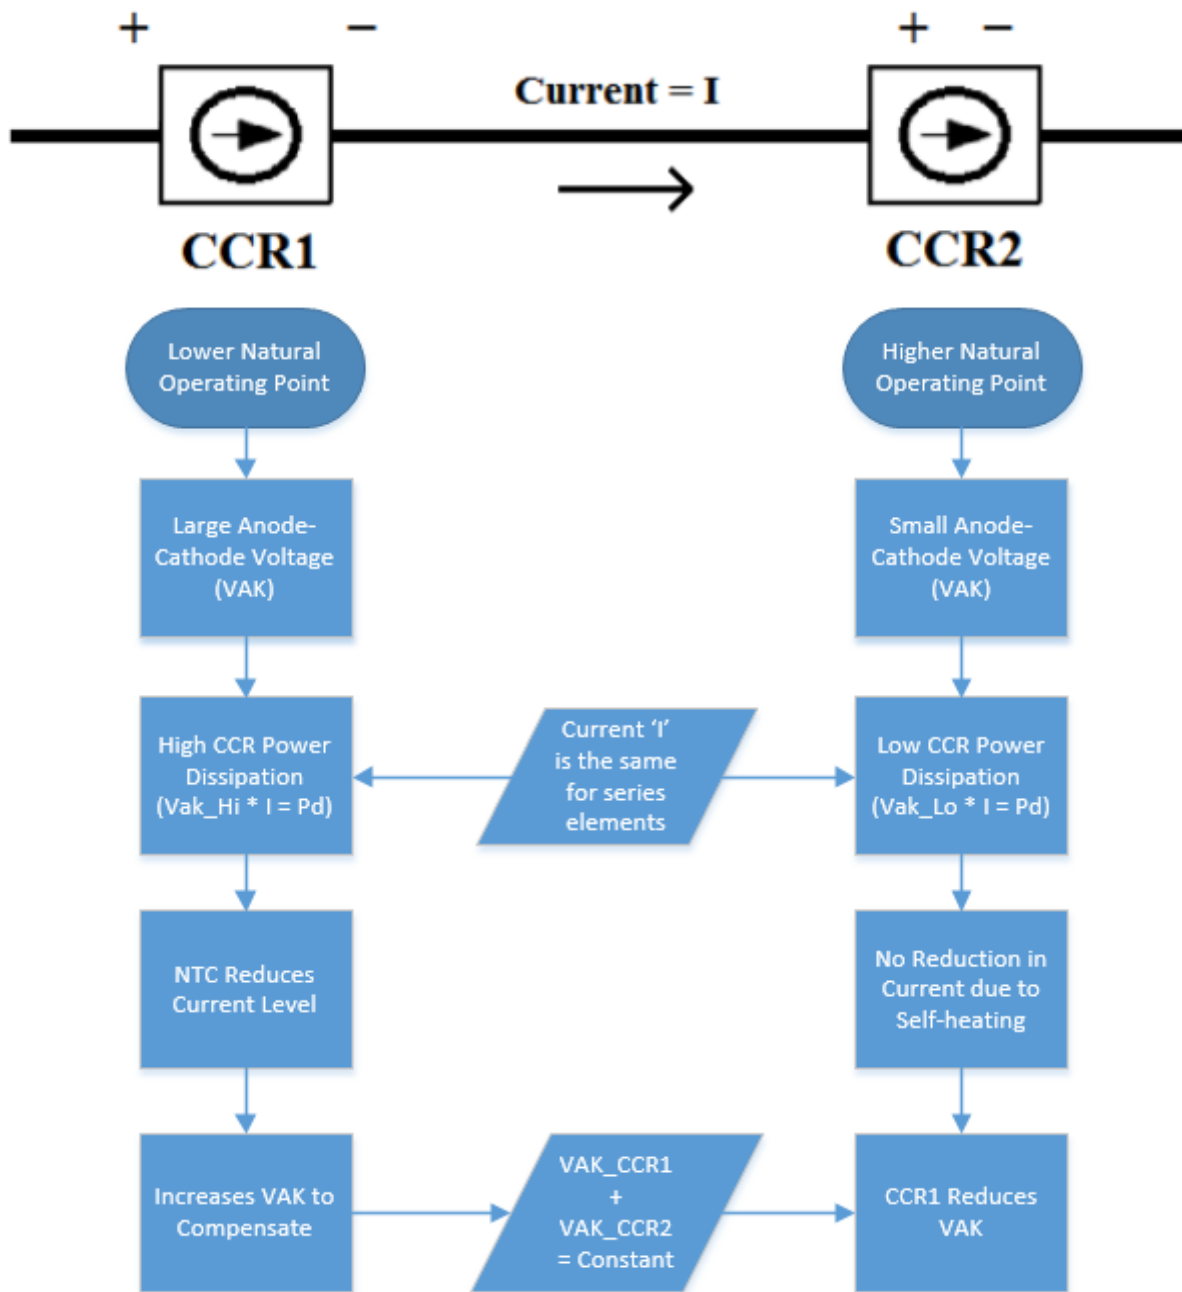 + −
+ −
Current = I
CCR1
CCR2
Lower Natural
Operating Point
Higher Natural
Operating Point
Large Anode-
Cathode Voltage
(VAK)
Small Anode-
Cathode Voltage
(VAK)
High CCR Power
Dissipation
(Vak_Hi * I = Pd)
Current ‘I’
is the same
for series
elements
Low CCR Power
Dissipation
(Vak_Lo * I = Pd)
NTC Reduces
Current Level
No Reduction in
Current due to
Self-heating
Increases VAK to
Compensate
VAK_CCR1
+
VAK_CCR2
= Constant
CCR1 Reduces
VAK